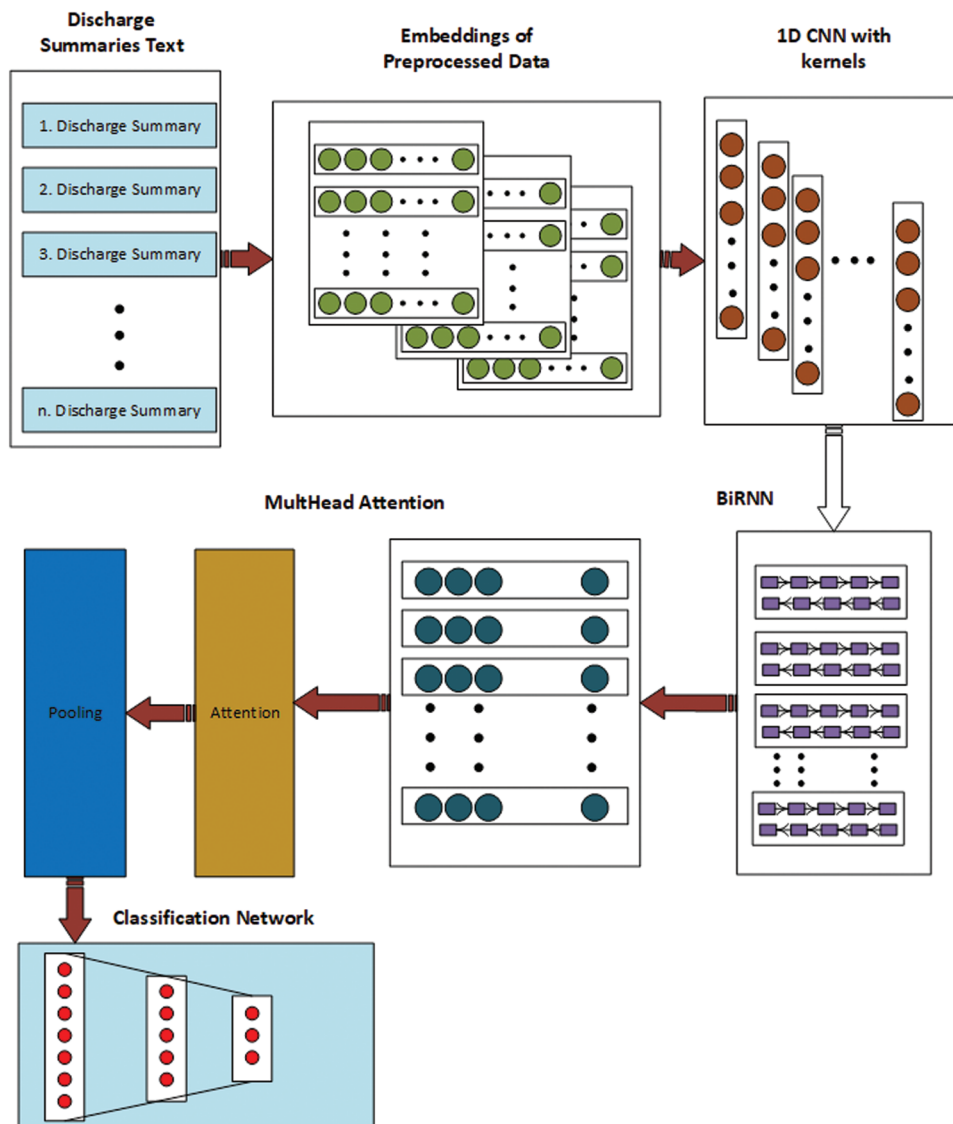 Discharge
Summaries Text
1. Discharge Summary
2. Discharge Summary
3. Discharge Summary
n. Discharge Summary
Embeddings of
Preprocessed Data
1D CNN with
kernels
BiRNN
MultHead Attention
Attention
Pooling
Classification Network